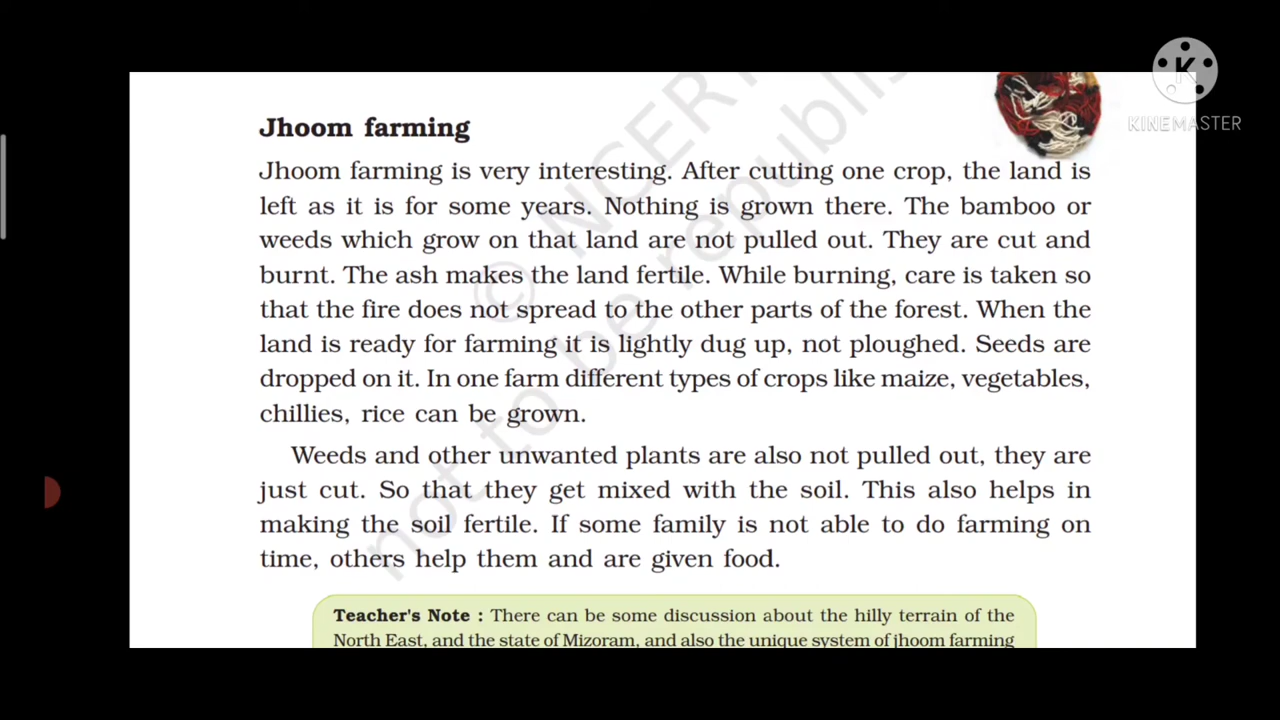 KINEMASTER
Jhoom farming
Jhoom farming is very interesting. After cutting one crop, the land is
left as it is for some years. Nothing is grown there. The bamboo or
weeds which grow on that land are not pulled out. They are cut and
burnt. The ash makes the land fertile. While burning, care is taken so
that the fire does not spread to the other parts of the forest. When the
land is ready for farming it is lightly dug up, not ploughed. Seeds are
dropped on it. In one farm different types of crops like maize, vegetables,
chillies, rice can be grown.
Weeds and other unwanted plants are also not pulled out, they are
just cut. So that they get mixed with the soil. This also helps in
making the soil fertile. If some family is not able to do farming on
time, others help them and are given food.
Teacher's Note : There can be some discussion about the hilly terrain of the
North East, and the state of Mizoram, and also the unique system of jhoom farming
© NCERT
not to be republis